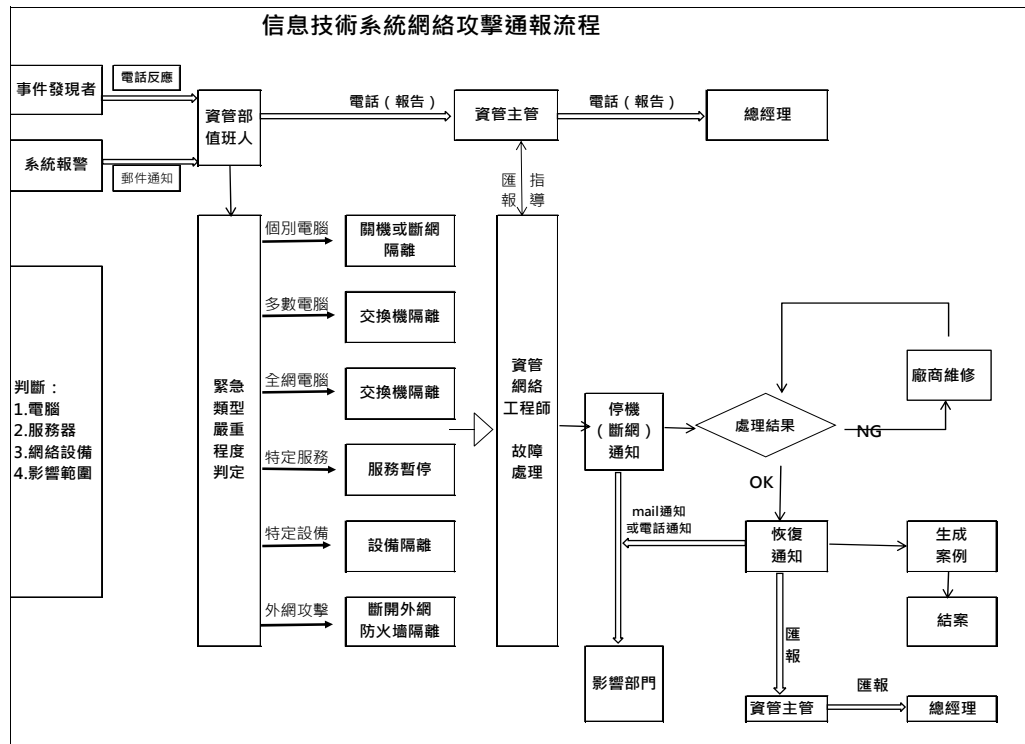 信息技術系統網絡攻擊通報流程
事件發現者
電話反應
資管部
值班人
電話（報告）
資管主管
電話（報告）
總經理
系統報警
郵件通知
匯報
指導
判斷：
1.電腦
2.服務器
3.網絡設備
4.影響範圍
緊急
類型
嚴重
程度
判定
個別電腦
關機或斷網
隔離
多數電腦
交換機隔離
全網電腦
交換機隔離
特定服務
服務暫停
特定設備
設備隔離
外網攻擊
斷開外網
防火墻隔離
資管
網絡
工程師
故障
處理
停機
（斷網）
通知
處理結果
NG
廠商維修
OK
mail通知
或電話通知
恢復
通知
生成
案例
結案
影響部門
匯報
資管主管
匯報
總經理